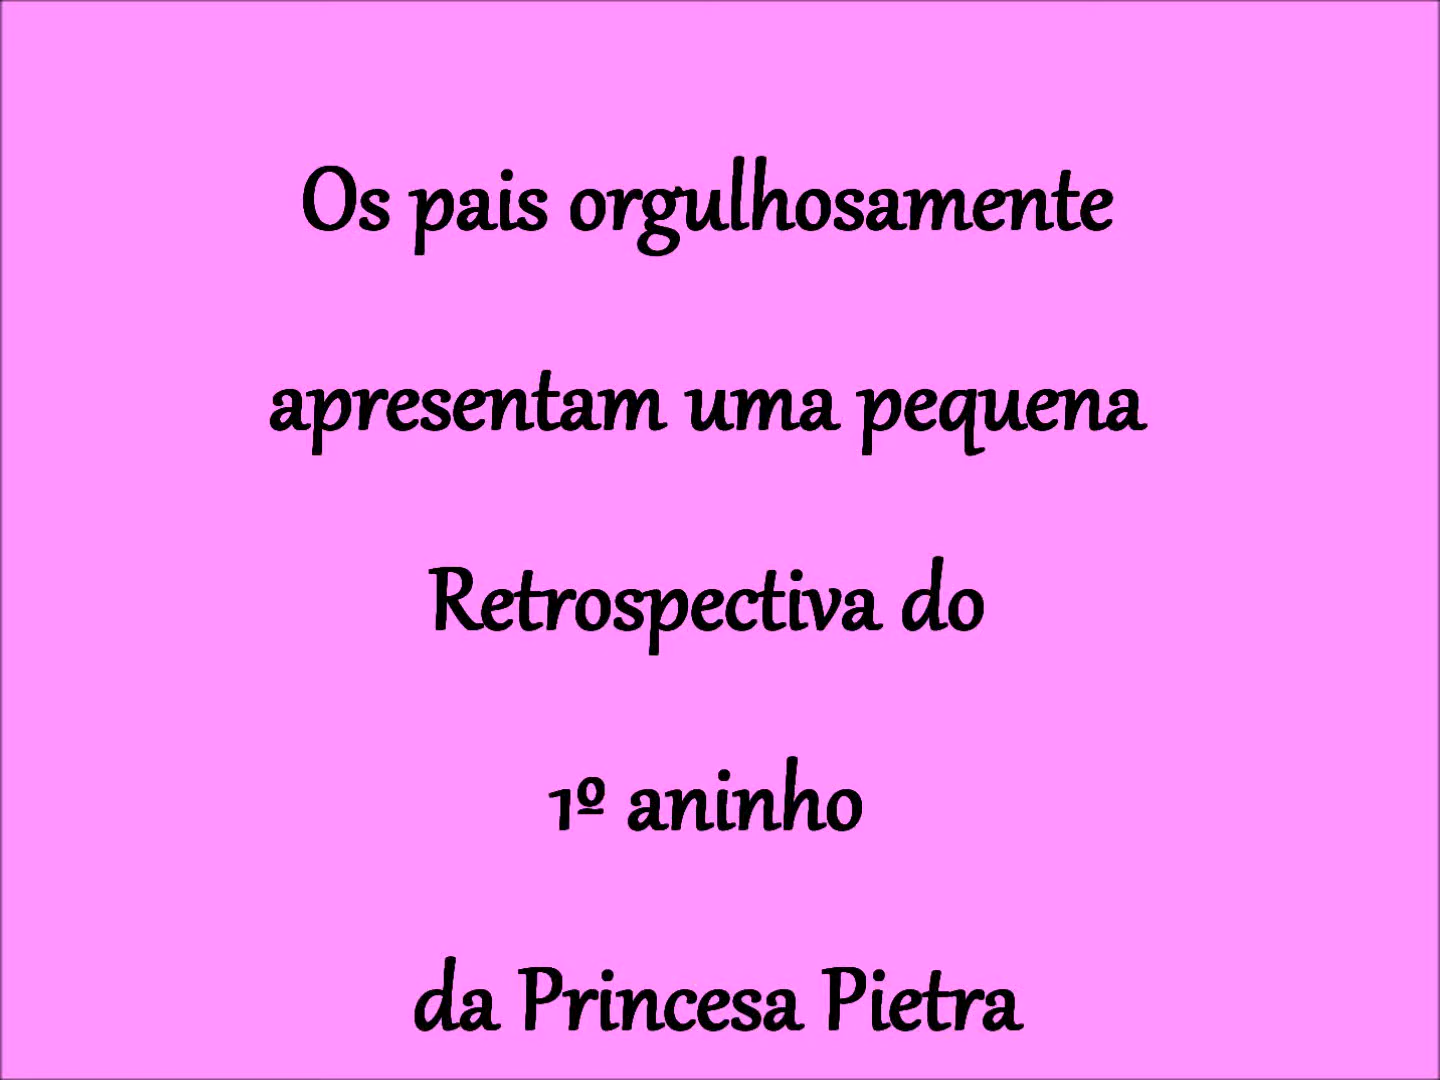 Os pais orgulhosamente
apresentam uma pequena
Retrospectiva do
1º aninho
da Princesa Pietra